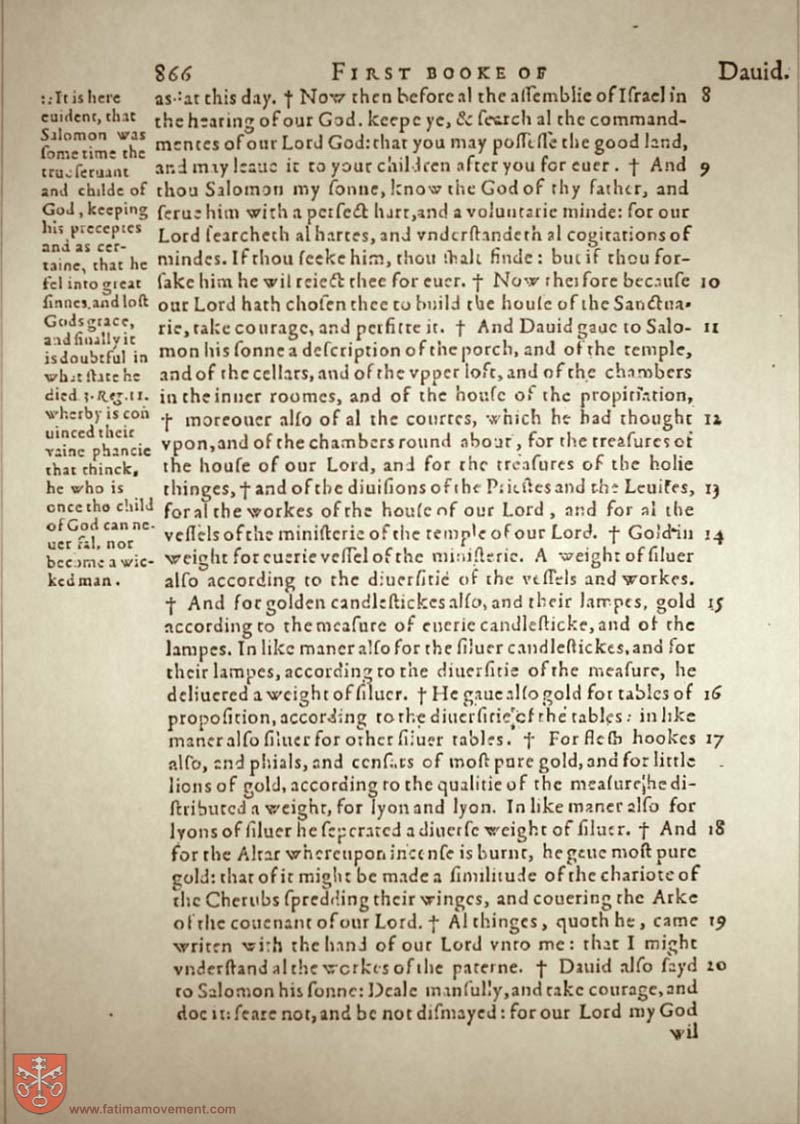 866 FIRST BOOKE OF Dauid.
∴It is here
euident, that
Salomon was
sometime the
true seruant
and childe of
God, keeping
his preceptes
and as cer-
taine, that he
fel into great
sinnes, and lost
Gods grace,
and finally it
is doubtful in
what state he
died 3. Reg. 11.
wherby is con
uinced their
vaine phancie
that thinck,
he who is
once the child
of God can ne-
uer fal, nor
become a wic-
ked man.
as ∴at this day. † Now then before al the assemblie of Israel in 8
the hearing of our God. keepe ye, & search al the command-
mentes of our Lord God: that you may possesse the good land,
and may leaue it to your children after you for euer. † And 9
thou Salomon my sonne, know the God of thy father, and
serue him with a perfect hart, and a voluntarie minde: for our
Lord searcheth al hartes, and vnderstandeth al cogitations of
mindes. If thou seeke him, thou shalt finde: but if thou for-
sake him he wil reiect thee for euer. † Now therfore because 10
our Lord hath chosen thee to build the house of the Sanctua-
rie, take courage, and perfitte it. † And Dauid gaue to Salo- 11
mon his sonne a description of the porch, and of the temple,
and of the cellars, and of the vpper loft, and of the chambers
in the inner roomes, and of the house of the propitiation,
† moreouer also of al the courtes, which he had thought 12
vpon, and of the chambers round about, for the treasures of
the house of our Lord, and for the treasures of the holie
thinges, † and of the diuisions of the Priestes and the Leuites, 13
for al the workes of the house of our Lord, and for al the
vessels of the ministerie of the temple of our Lord. † Gold in 14
weight for euerie vessel of the ministerie. A weight of siluer
also according to the diuersitie of the vessels and workes.
† And for golden candlestickes also, and their lampes, gold 15
according to the measure of euerie candlesticke, and of the
lampes. In like maner also for the siluer candlestickes, and for
their lampes, according to the diuersitie of the measure, he
deliuered a weight of siluer. † He gaue also gold for tables of 16
proposition, according to the diuersitie of the tables: in like
maner also siluer for other siluer tables. † For flesh hookes 17
also, and phials, and censars of most pure gold, and for little
lions of gold, according to the qualitie of the measure he di-
stributed a weight, for lyon and lyon. In like maner also for
lyons of siluer he seperated a diuerse weight of siluer. † And 18
for the Altar whereupon incense is burnt, he geue most pure
gold: that of it might be made a similitude of the chariote of
the Cherubs spredding their winges, and couering the Arke
of the couenant of our Lord. † Al thinges, quoth he, came 19
writen with the hand of our Lord vnto me: that I might
vnderstand al the workes of the paterne. † Dauid also sayd 20
to Salomon his sonne: Deale manfully, and take courage, and
doe it: feare not, and be not dismayed: for our Lord my God
wil
www.fatimamovement.com